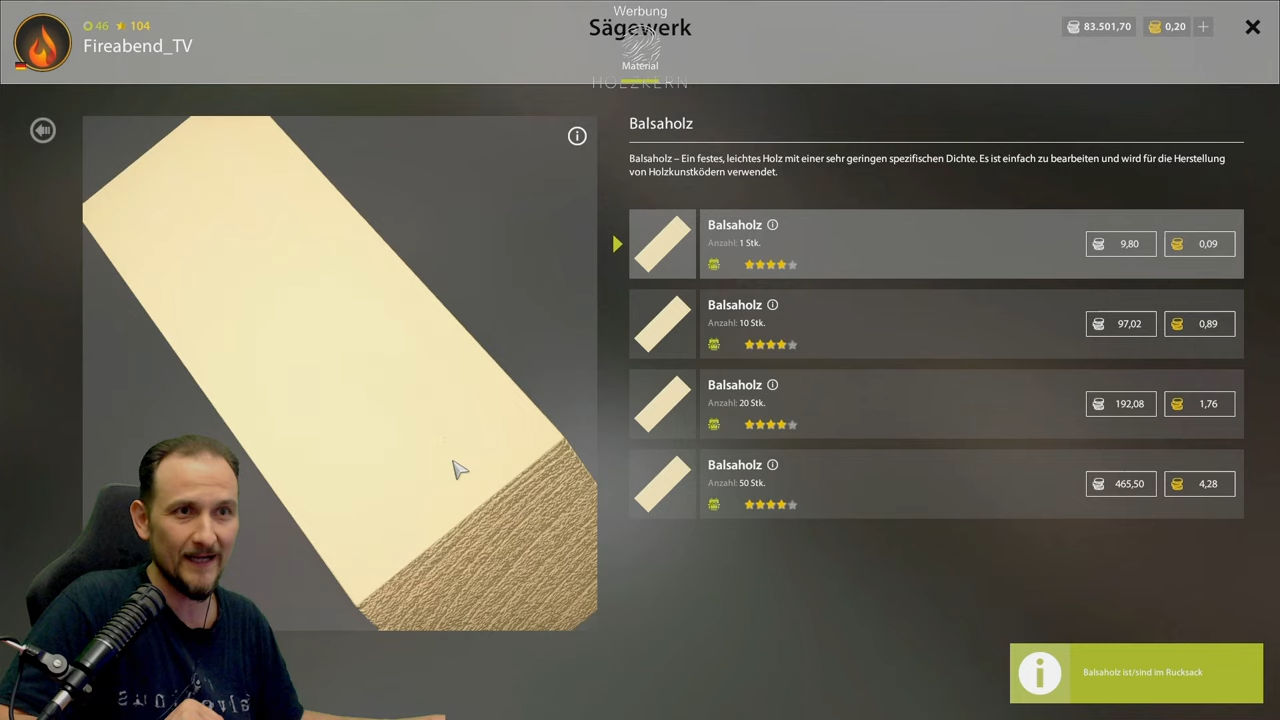 46 104
Fireabend_TV
Werbung
Sägewerk
Material
HOLZKERN
83.501,70 0,20
Balsaholz
Balsaholz – Ein festes, leichtes Holz mit einer sehr geringen spezifischen Dichte. Es ist einfach zu bearbeiten und wird für die Herstellung
von Holzkunstködern verwendet.
Balsaholz
Anzahl: 1 Stk.
9,80 0,09
Balsaholz
Anzahl: 10 Stk.
97,02 0,89
Balsaholz
Anzahl: 20 Stk.
192,08 1,76
Balsaholz
Anzahl: 50 Stk.
465,50 4,28
Balsaholz ist/sind im Rucksack